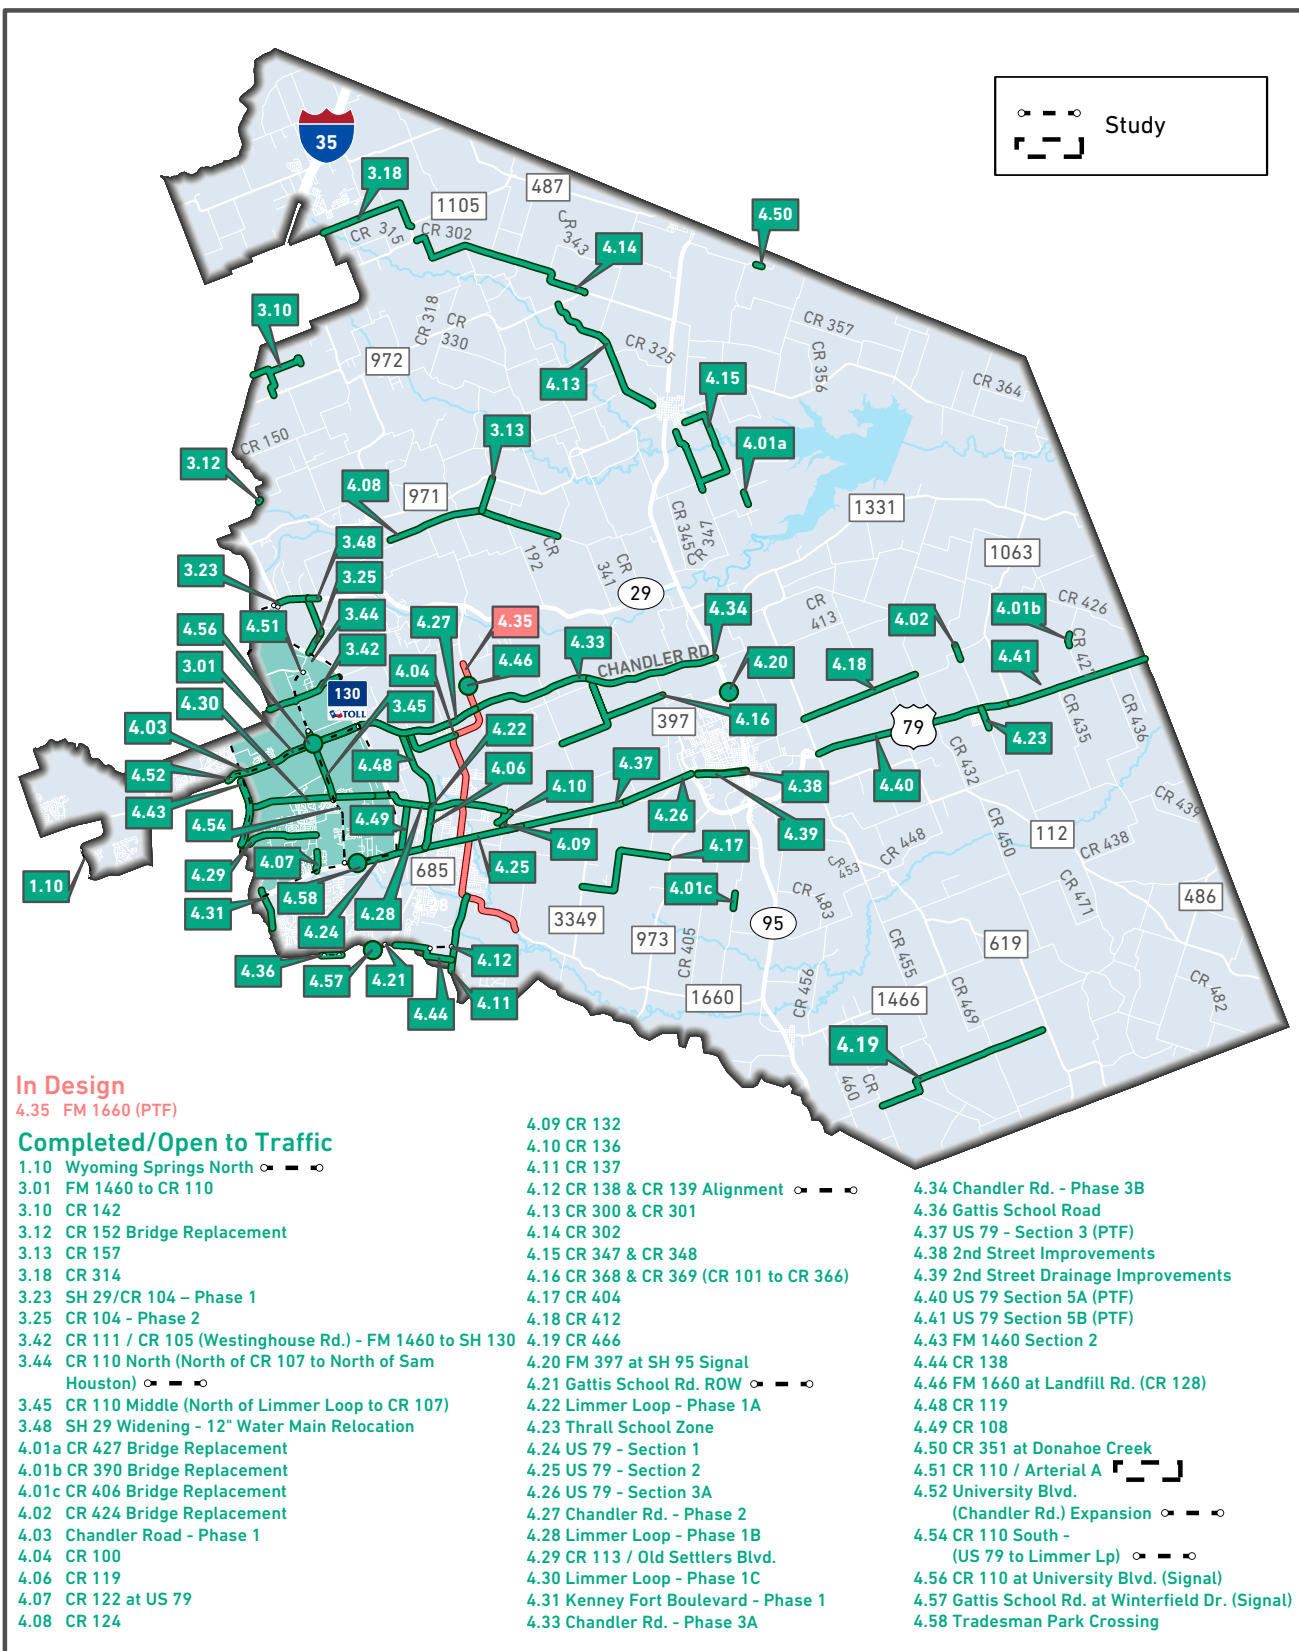 Study
35
3.18
1105
487
4.50
CR 315
CR 302
CR 343
4.14
3.10
CR 318
CR 330
CR 357
972
CR 325
CR 356
4.13
4.15
CR 364
CR 150
3.13
4.01a
3.12
4.08
971
1331
CR 345
CR 347
3.48
CR 192
1063
3.23
3.25
CR 341
29
CR 426
4.51
3.44
4.27
4.35
4.34
CR 413
4.02
4.01b
4.56
4.33
CHANDLER RD
CR 427
3.42
4.04
4.46
4.20
4.18
4.41
3.01
130
TOLL
3.45
4.30
4.22
397
4.16
79
4.23
CR 435
CR 436
4.03
4.06
4.52
4.48
4.37
CR 432
4.10
4.38
4.40
4.43
4.26
CR 439
4.54
4.49
4.09
4.39
CR 450
112
CR 438
CR 448
4.07
4.29
685
4.25
4.17
CR 453
1.10
4.58
4.01c
CR 483
CR 471
486
4.31
4.28
3349
95
4.24
973
CR 405
CR 455
619
4.36
4.57
4.21
4.12
CR 456
CR 469
CR 482
4.44
4.11
1660
1466
4.19
CR 460
In Design
4.35 FM 1660 (PTF)
Completed/Open to Traffic
1.10 Wyoming Springs North
3.01 FM 1460 to CR 110
3.10 CR 142
3.12 CR 152 Bridge Replacement
3.13 CR 157
3.18 CR 314
3.23 SH 29/CR 104 – Phase 1
3.25 CR 104 - Phase 2
3.42 CR 111 / CR 105 (Westinghouse Rd.) - FM 1460 to SH 130
3.44 CR 110 North (North of CR 107 to North of Sam
Houston)
3.45 CR 110 Middle (North of Limmer Loop to CR 107)
3.48 SH 29 Widening - 12" Water Main Relocation
4.01a CR 427 Bridge Replacement
4.01b CR 390 Bridge Replacement
4.01c CR 406 Bridge Replacement
4.02 CR 424 Bridge Replacement
4.03 Chandler Road - Phase 1
4.04 CR 100
4.06 CR 119
4.07 CR 122 at US 79
4.08 CR 124
4.09 CR 132
4.10 CR 136
4.11 CR 137
4.12 CR 138 & CR 139 Alignment
4.13 CR 300 & CR 301
4.14 CR 302
4.15 CR 347 & CR 348
4.16 CR 368 & CR 369 (CR 101 to CR 366)
4.17 CR 404
4.18 CR 412
4.19 CR 466
4.20 FM 397 at SH 95 Signal
4.21 Gattis School Rd. ROW
4.22 Limmer Loop - Phase 1A
4.23 Thrall School Zone
4.24 US 79 - Section 1
4.25 US 79 - Section 2
4.26 US 79 - Section 3A
4.27 Chandler Rd. - Phase 2
4.28 Limmer Loop - Phase 1B
4.29 CR 113 / Old Settlers Blvd.
4.30 Limmer Loop - Phase 1C
4.31 Kenney Fort Boulevard - Phase 1
4.33 Chandler Rd. - Phase 3A
4.34 Chandler Rd. - Phase 3B
4.36 Gattis School Road
4.37 US 79 - Section 3 (PTF)
4.38 2nd Street Improvements
4.39 2nd Street Drainage Improvements
4.40 US 79 Section 5A (PTF)
4.41 US 79 Section 5B (PTF)
4.43 FM 1460 Section 2
4.44 CR 138
4.46 FM 1660 at Landfill Rd. (CR 128)
4.48 CR 119
4.49 CR 108
4.50 CR 351 at Donahoe Creek
4.51 CR 110 / Arterial A
4.52 University Blvd.
(Chandler Rd.) Expansion
4.54 CR 110 South -
(US 79 to Limmer Lp)
4.56 CR 110 at University Blvd. (Signal)
4.57 Gattis School Rd. at Winterfield Dr. (Signal)
4.58 Tradesman Park Crossing